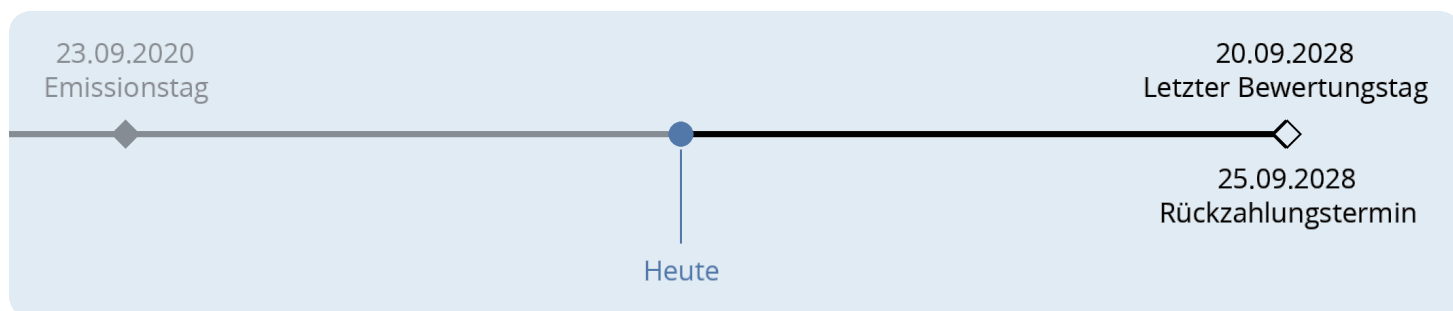 23.09.2020
Emissionstag
20.09.2028
Letzter Bewertungstag
25.09.2028
Rückzahlungstermin
Heute